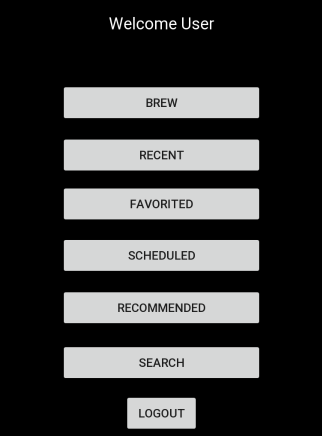 Welcome User
BREW
RECENT
FAVORITED
SCHEDULED
RECOMMENDED
SEARCH
LOGOUT